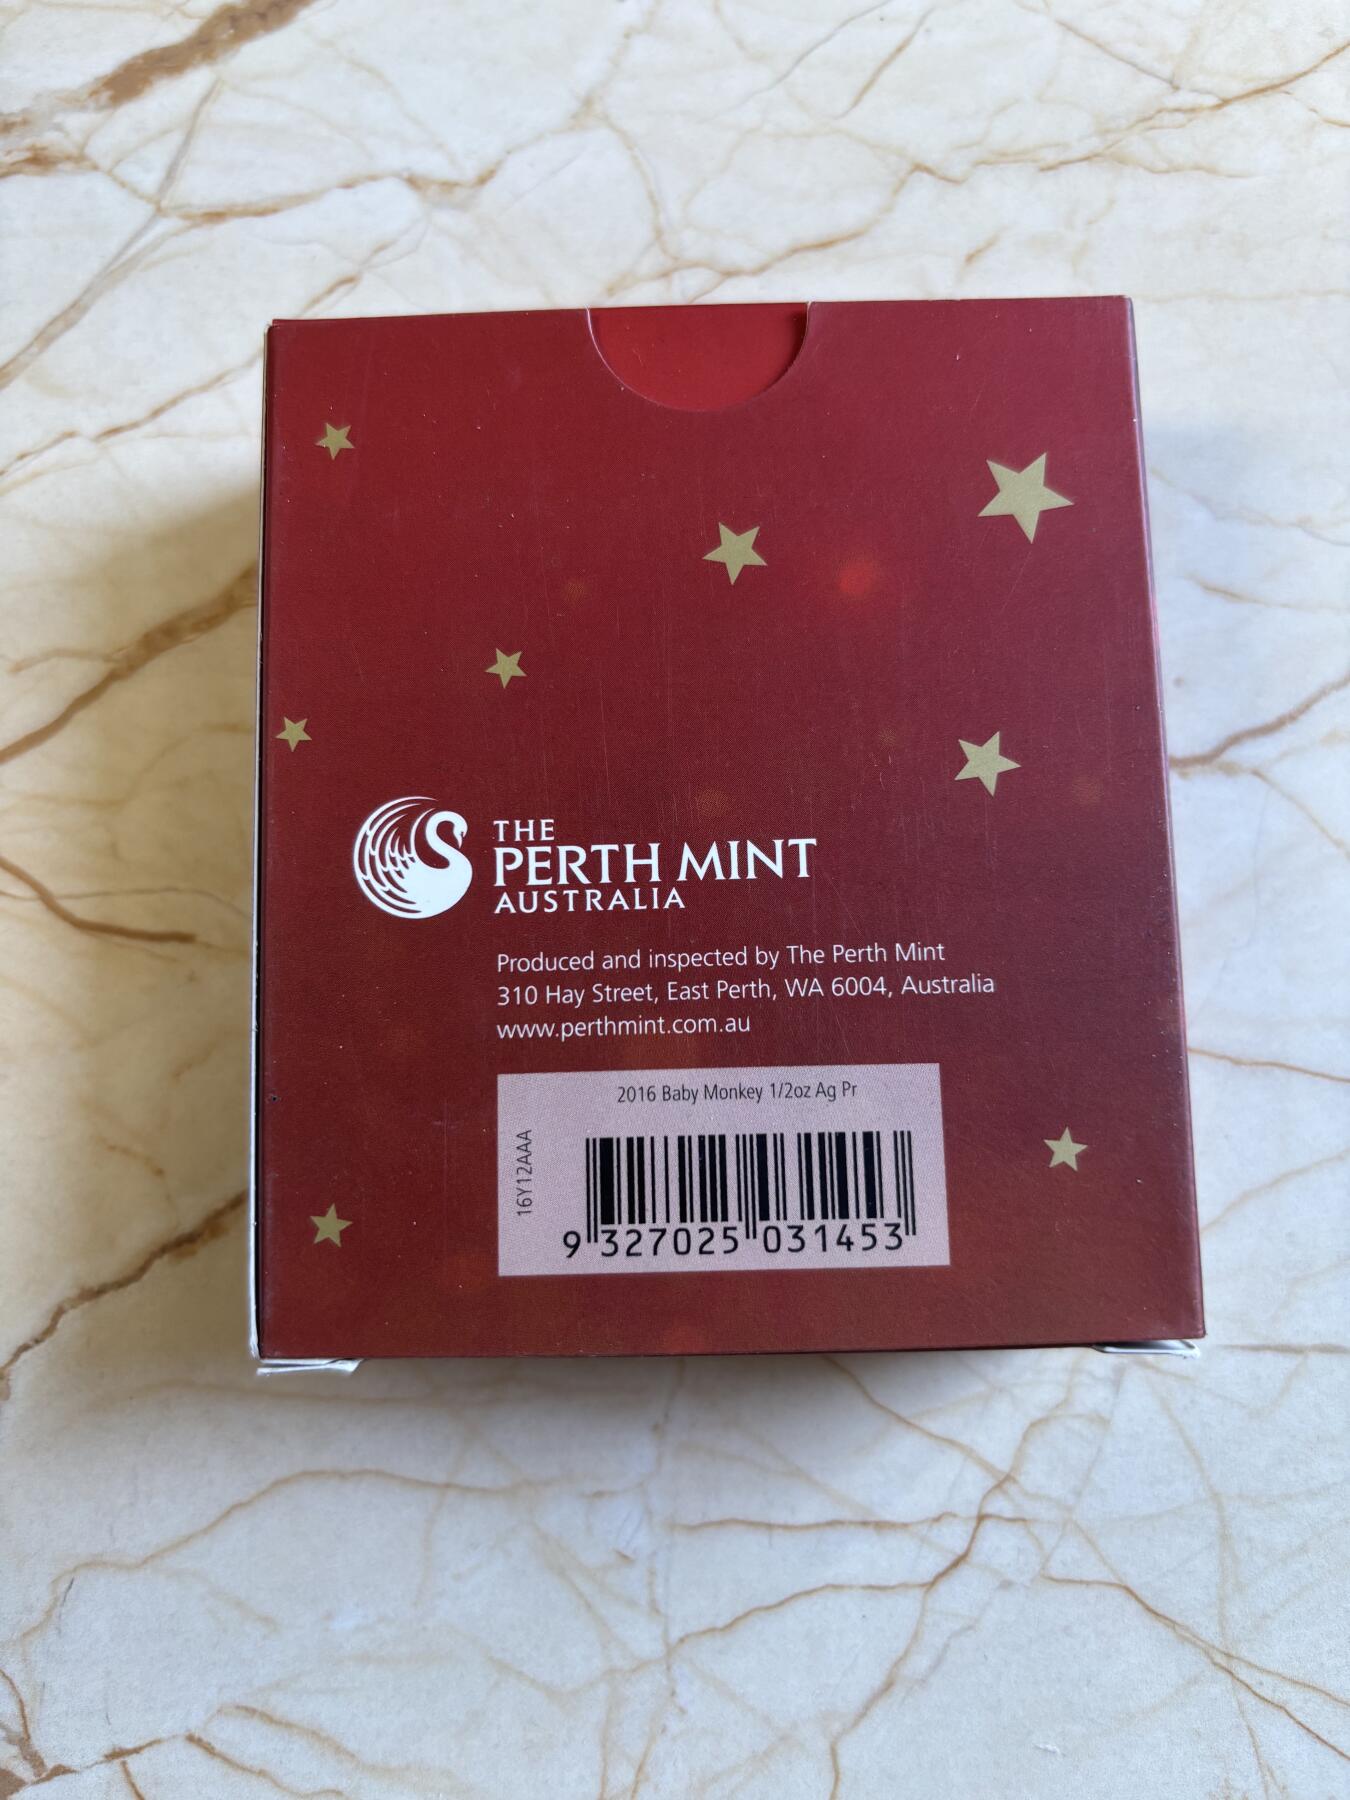 THE
PERTH MINT
AUSTRALIA
Produced and inspected by The Perth Mint
310 Hay Street, East Perth, WA 6004, Australia
www.perthmint.com.au
2016 Baby Monkey 1/2oz Ag Pr
16Y12AAA
9 327025 031453